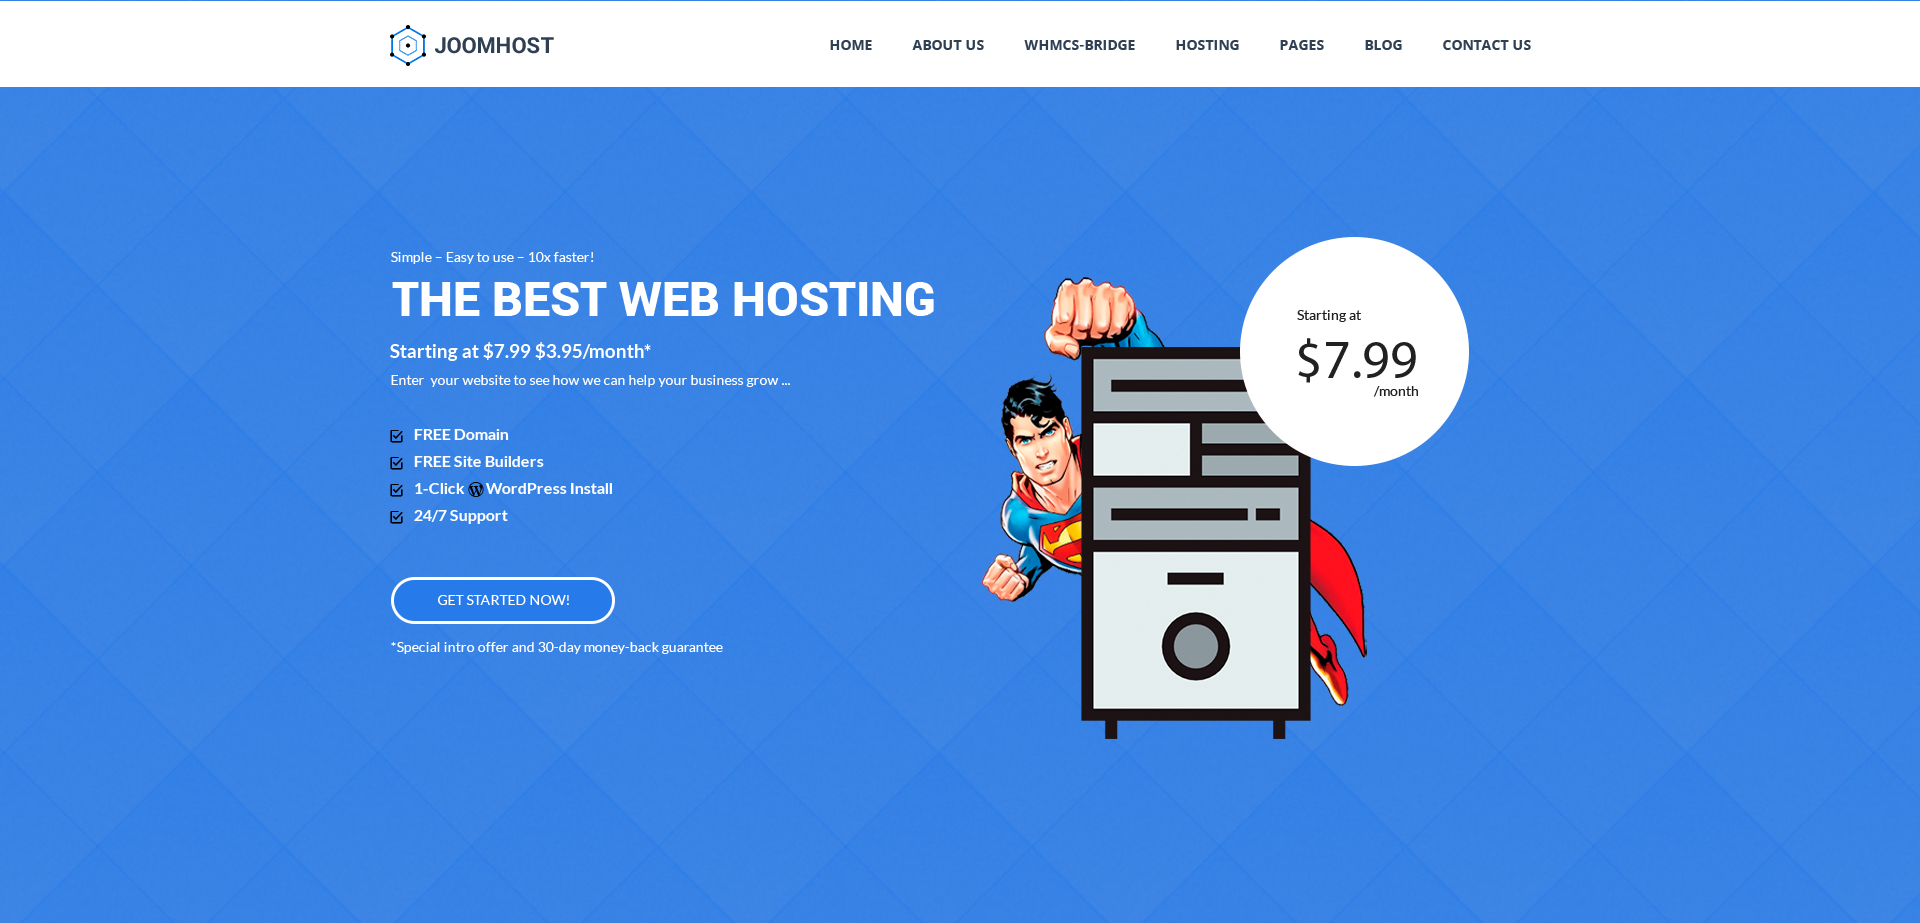 JOOMHOST
HOME ABOUT US WHMCS-BRIDGE HOSTING PAGES BLOG CONTACT US
Simple – Easy to use – 10x faster!
THE BEST WEB HOSTING
Starting at $7.99 $3.95/month*
Enter your website to see how we can help your business grow ...
FREE Domain
FREE Site Builders
1-Click WordPress Install
24/7 Support
GET STARTED NOW!
*Special intro offer and 30-day money-back guarantee
Starting at
$7.99
/month